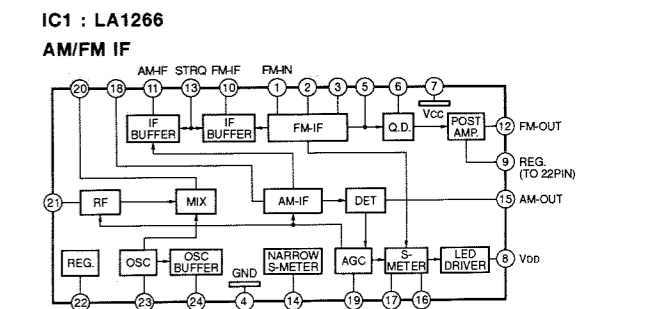 IC1 : LA1266
AM/FM IF
AM-IF STRQ FM-IF FM-IN
20 18 11 13 10 1 2 3 5 6 7
VCC
IF BUFFER
IF BUFFER
FM-IF
Q.D.
POST AMP.
12 FM-OUT
9 REG. (TO 22PIN)
21 RF MIX AM-IF DET 15 AM-OUT
REG. OSC OSC BUFFER GND NARROW S-METER AGC S-METER LED DRIVER 8 VDD
22 23 24 4 14 19 17 16